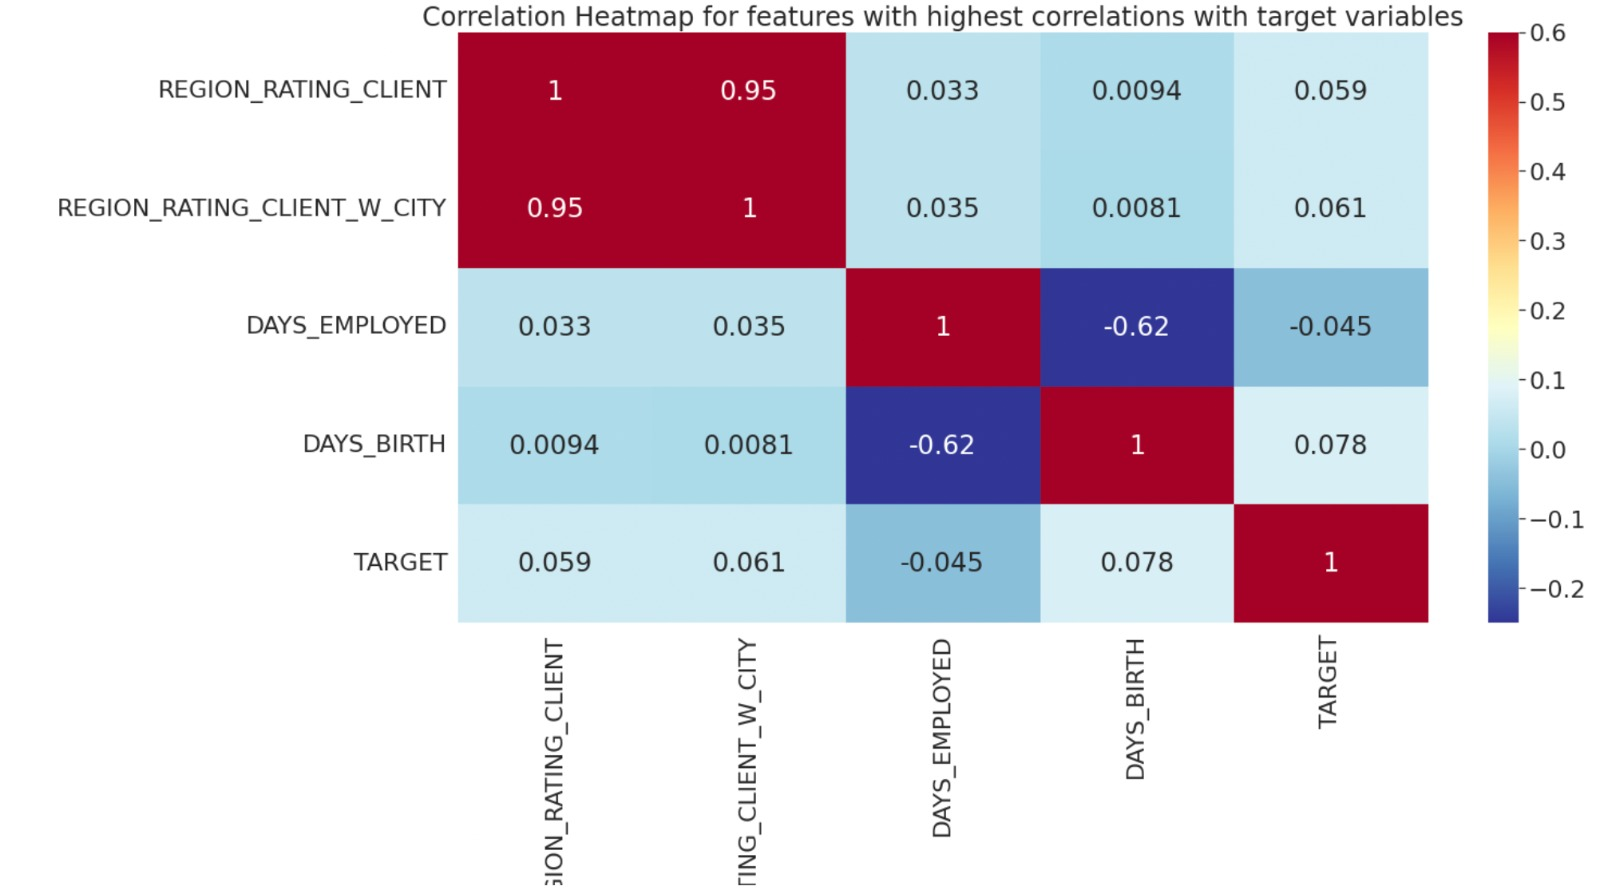 Correlation Heatmap for features with highest correlations with target variables
REGION_RATING_CLIENT 1 0.95 0.033 0.0094 0.059
REGION_RATING_CLIENT_W_CITY 0.95 1 0.035 0.0081 0.061
DAYS_EMPLOYED 0.033 0.035 1 -0.62 -0.045
DAYS_BIRTH 0.0094 0.0081 -0.62 1 0.078
TARGET 0.059 0.061 -0.045 0.078 1
GION_RATING_CLIENT
TING_CLIENT_W_CITY
DAYS_EMPLOYED
DAYS_BIRTH
TARGET
0.6
0.5
0.4
0.3
0.2
0.1
0.0
−0.1
−0.2